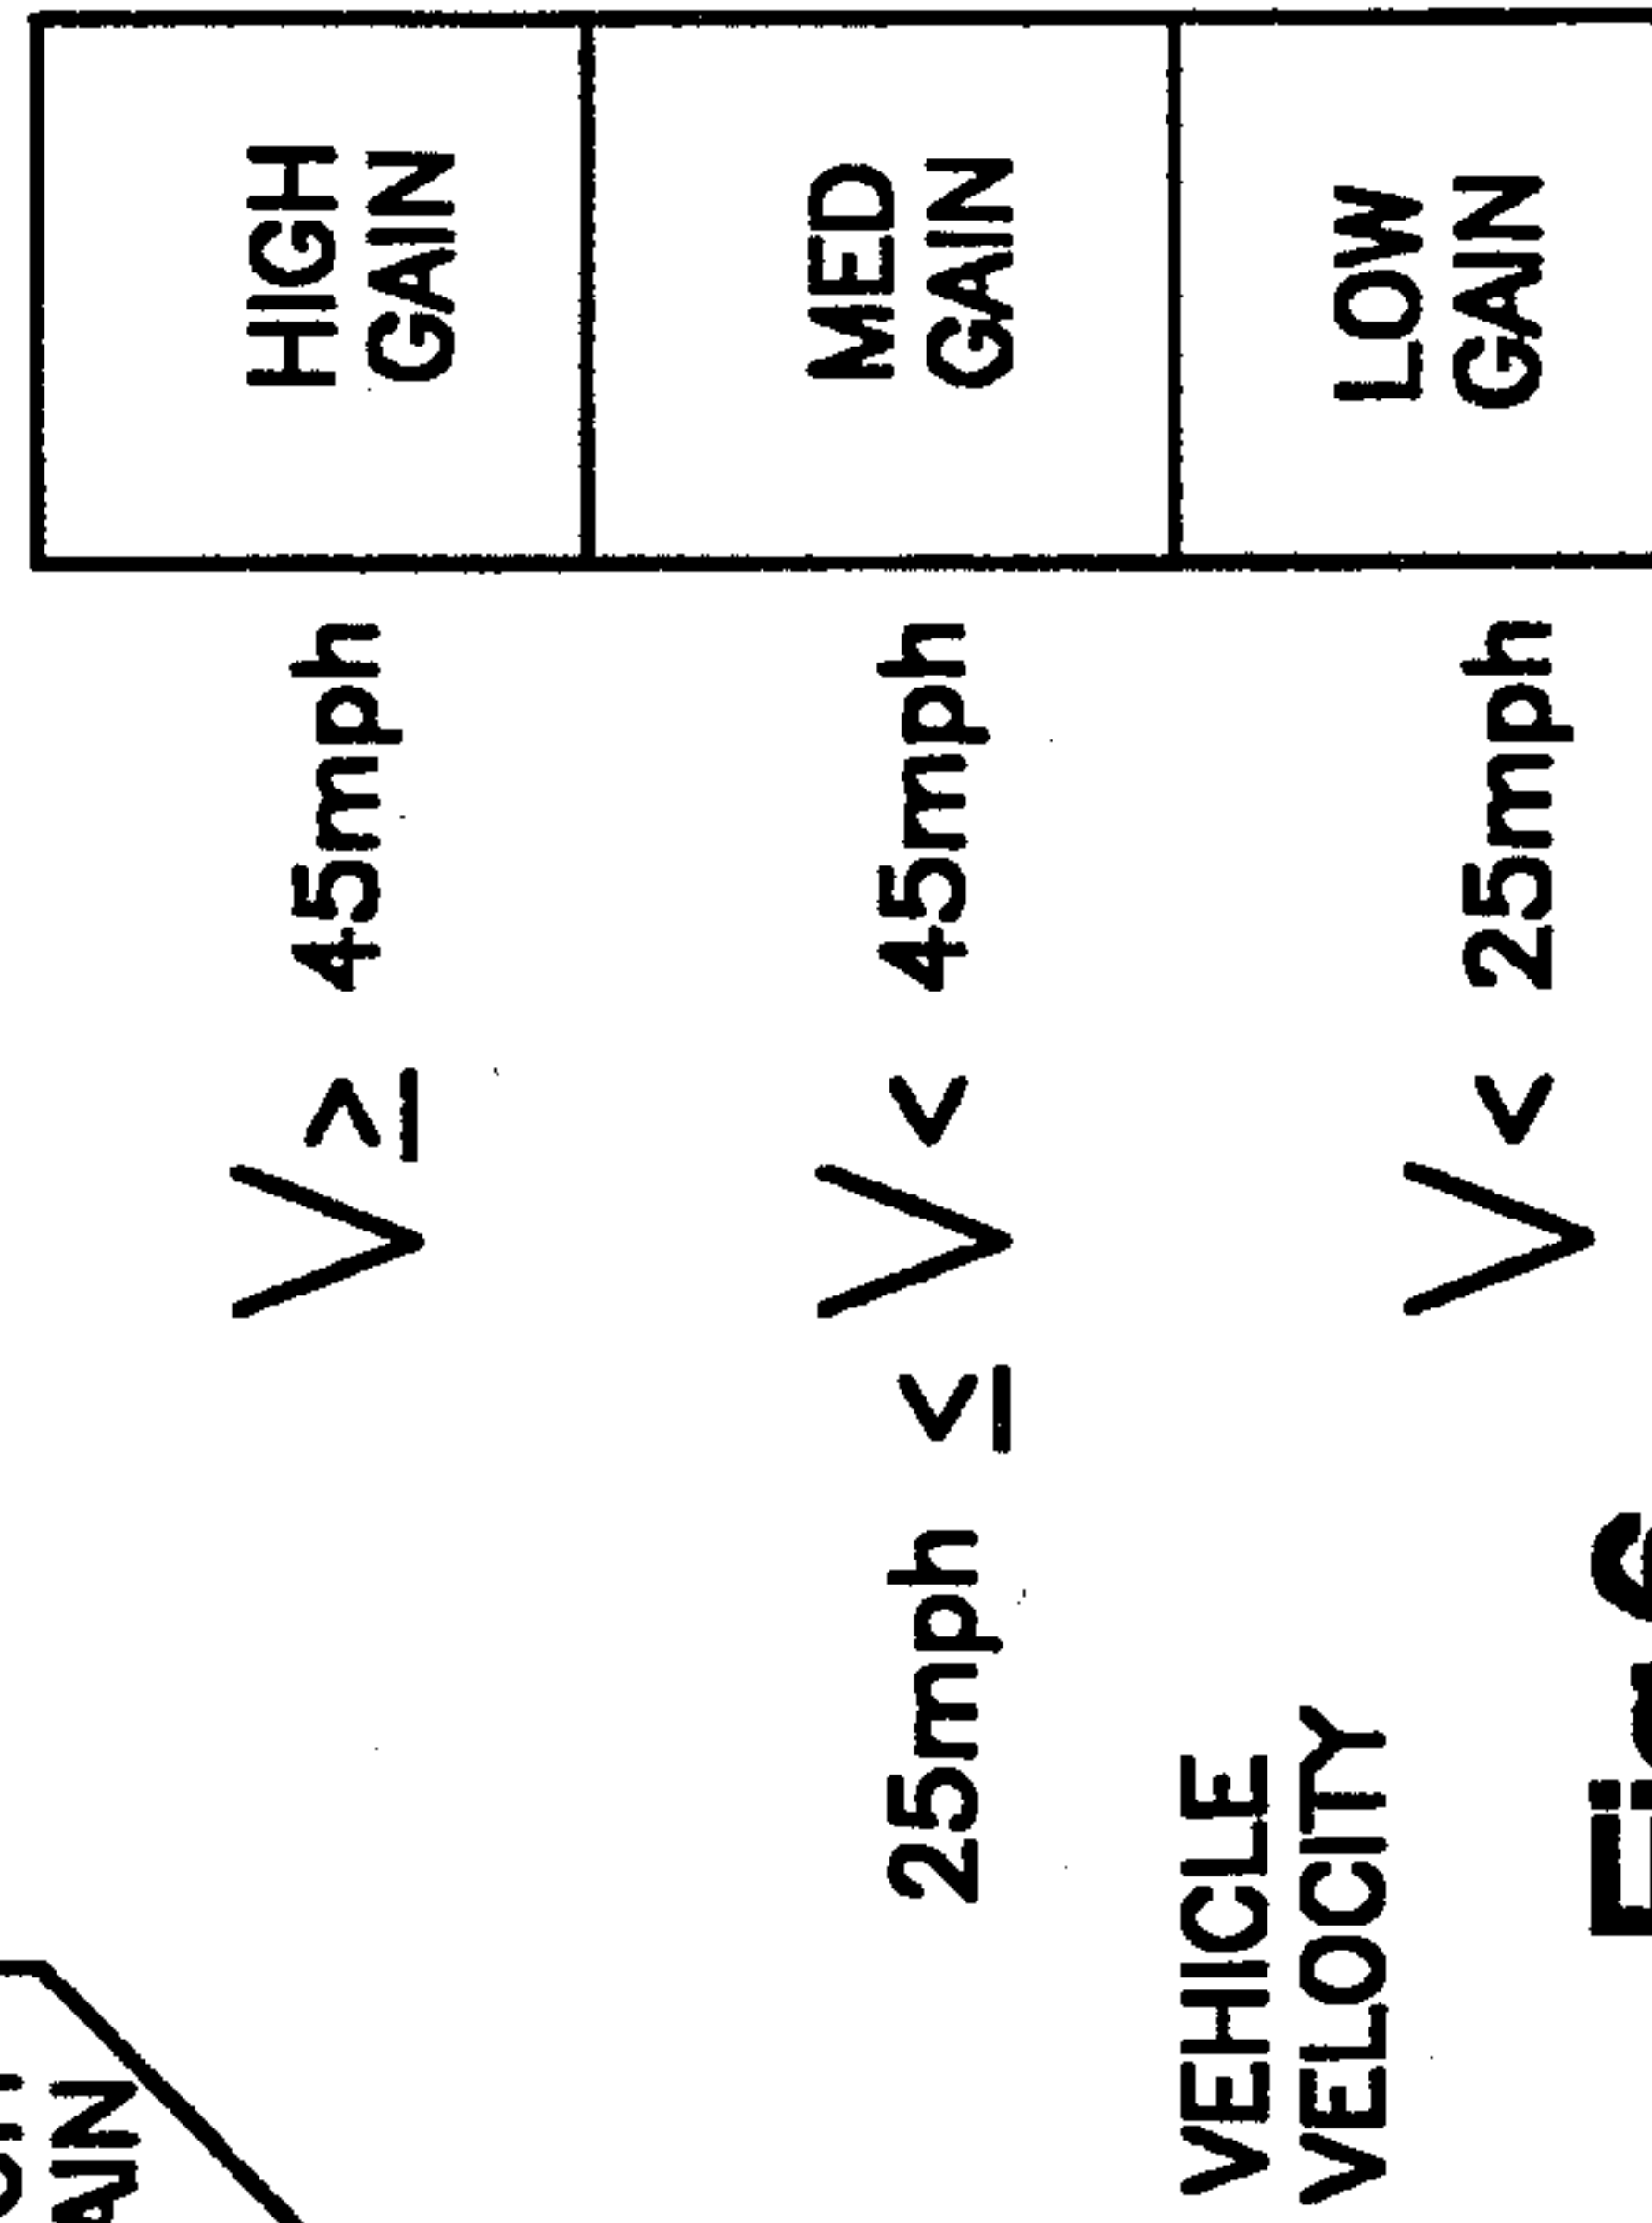 V ≥ 45mph
HIGH
GAIN
25mph ≤ V < 45mph
MED
GAIN
VEHICLE
VELOCITY
V < 25mph
LOW
GAIN